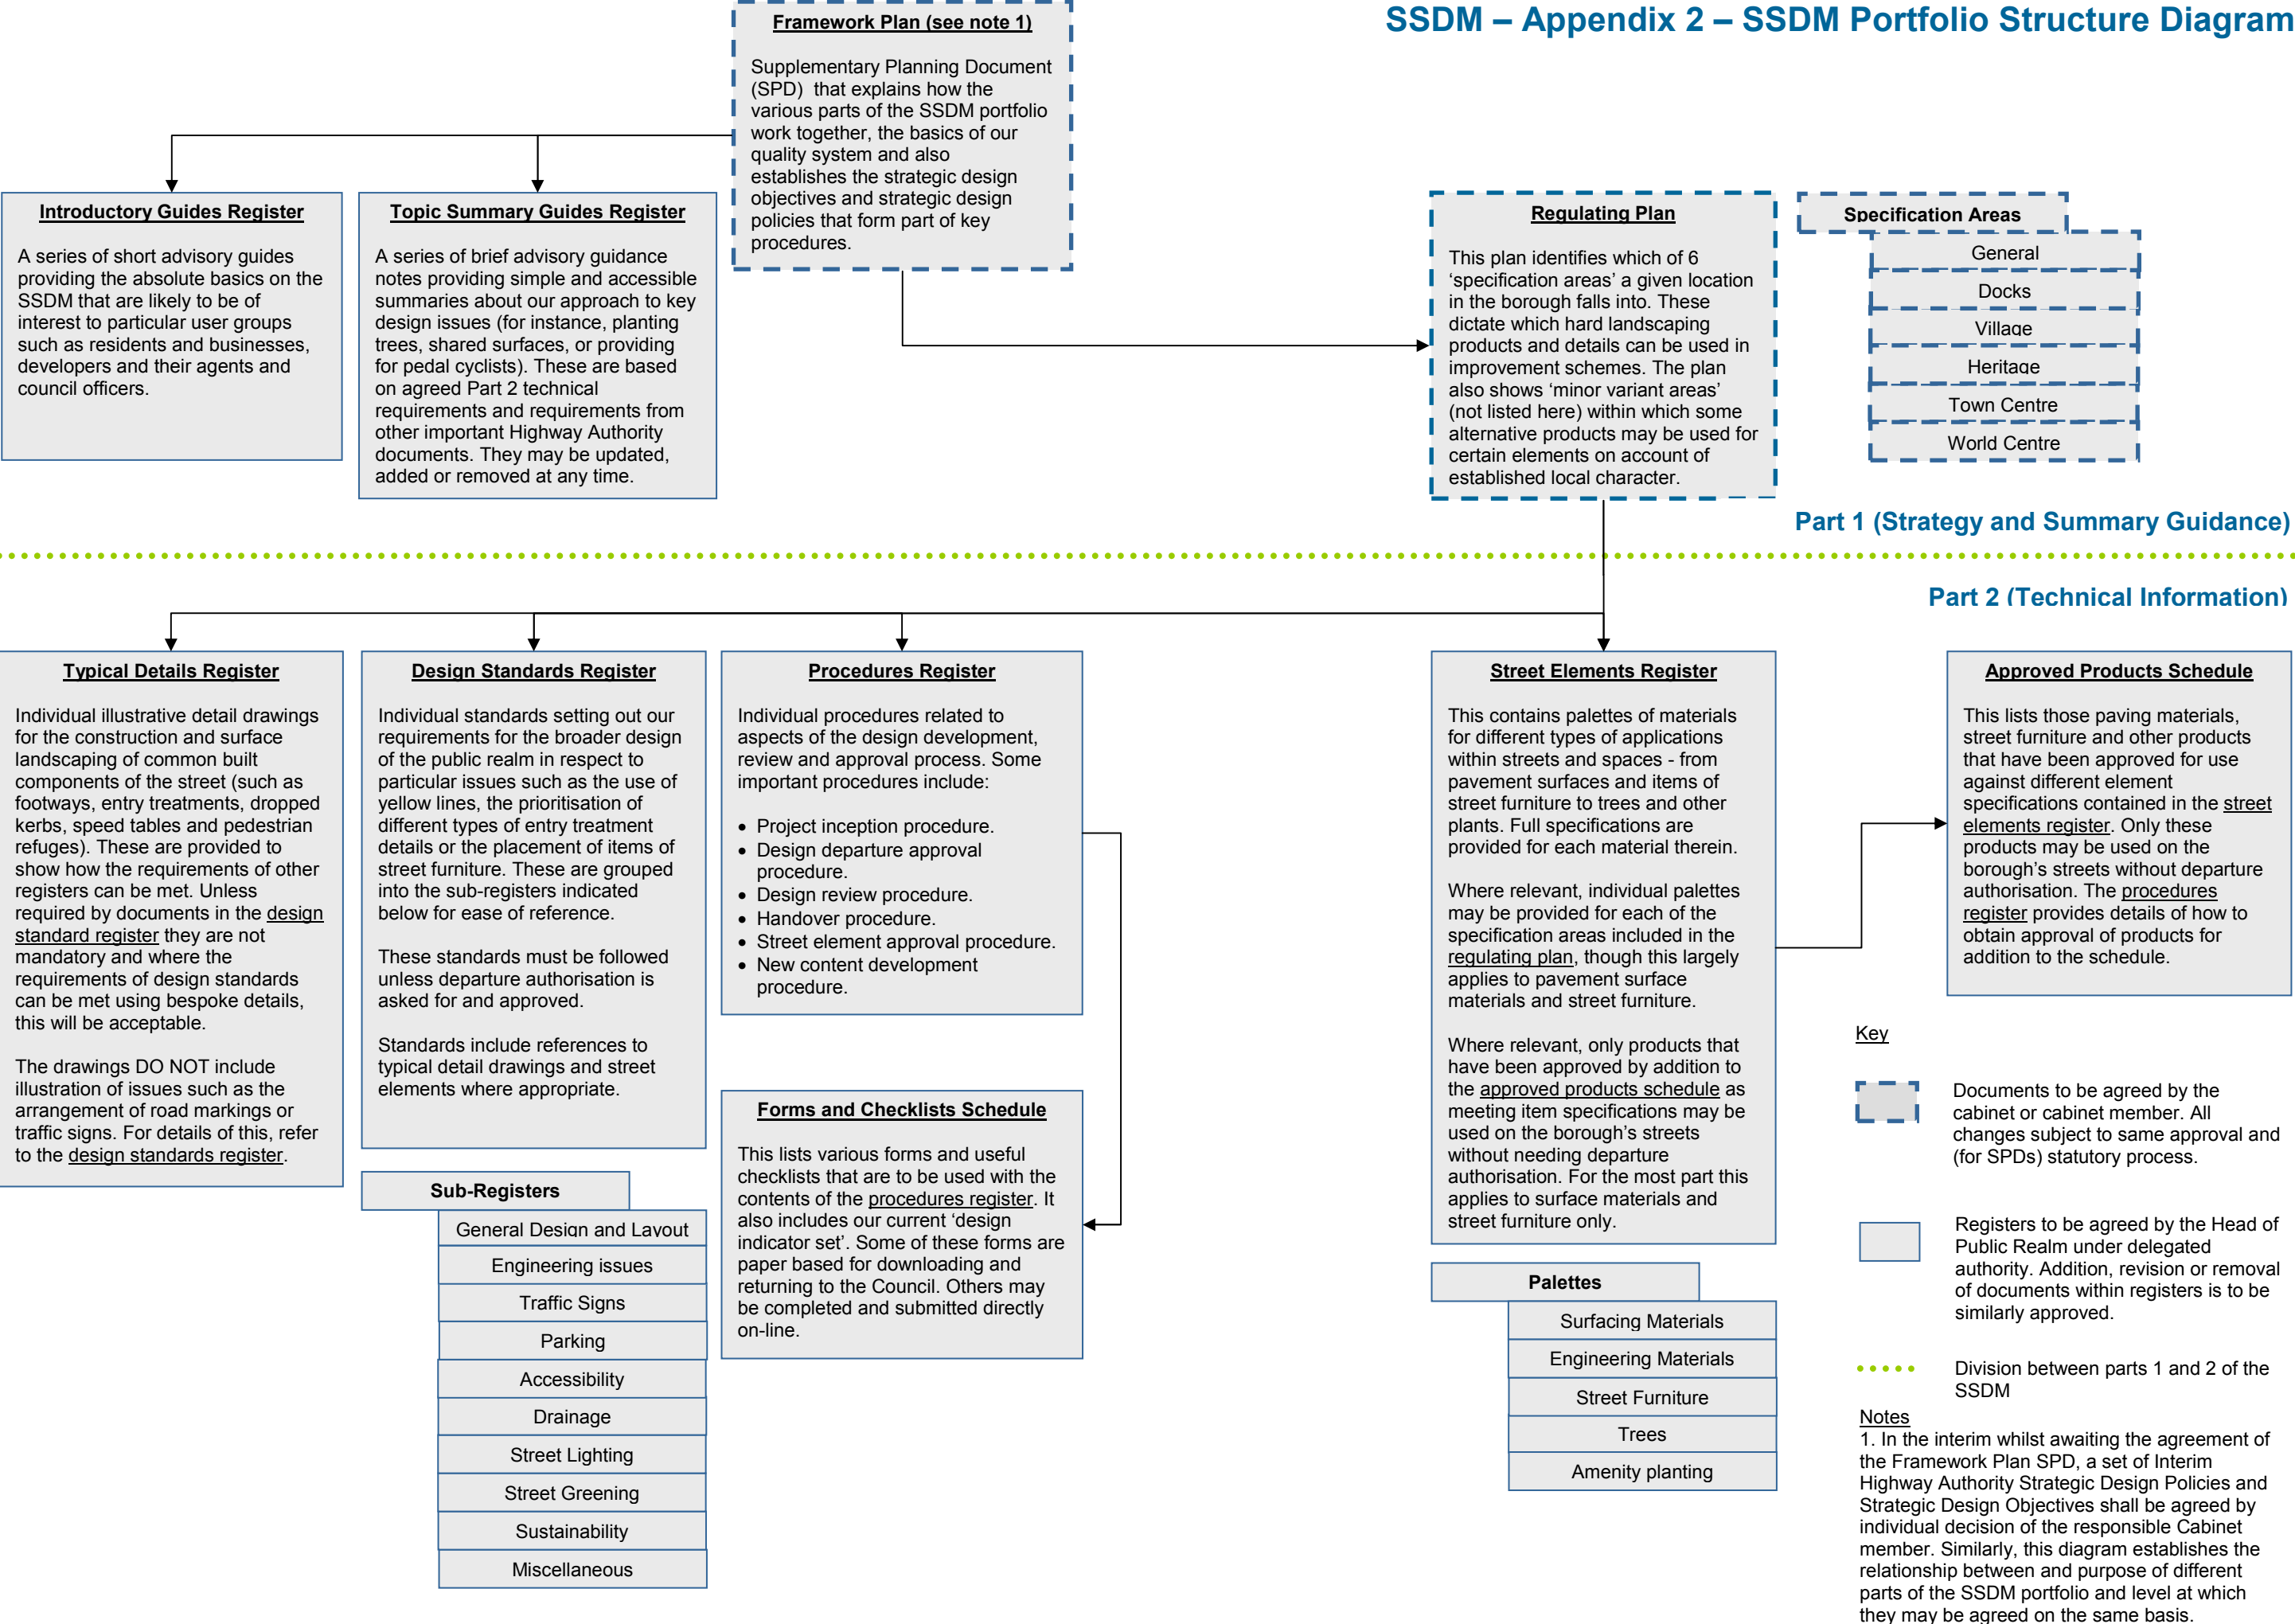 SSDM – Appendix 2 – SSDM Portfolio Structure Diagram
Framework Plan (see note 1)
Supplementary Planning Document
(SPD) that explains how the
various parts of the SSDM portfolio
work together, the basics of our
quality system and also
establishes the strategic design
objectives and strategic design
policies that form part of key
procedures.
Introductory Guides Register
A series of short advisory guides
providing the absolute basics on the
SSDM that are likely to be of
interest to particular user groups
such as residents and businesses,
developers and their agents and
council officers.
Topic Summary Guides Register
A series of brief advisory guidance
notes providing simple and accessible
summaries about our approach to key
design issues (for instance, planting
trees, shared surfaces, or providing
for pedal cyclists). These are based
on agreed Part 2 technical
requirements and requirements from
other important Highway Authority
documents. They may be updated,
added or removed at any time.
Regulating Plan
This plan identifies which of 6
‘specification areas’ a given location
in the borough falls into. These
dictate which hard landscaping
products and details can be used in
improvement schemes. The plan
also shows ‘minor variant areas’
(not listed here) within which some
alternative products may be used for
certain elements on account of
established local character.
Specification Areas
General
Docks
Village
Heritage
Town Centre
World Centre
Part 1 (Strategy and Summary Guidance)
Part 2 (Technical Information)
Typical Details Register
Individual illustrative detail drawings
for the construction and surface
landscaping of common built
components of the street (such as
footways, entry treatments, dropped
kerbs, speed tables and pedestrian
refuges). These are provided to
show how the requirements of other
registers can be met. Unless
required by documents in the design
standard register they are not
mandatory and where the
requirements of design standards
can be met using bespoke details,
this will be acceptable.
The drawings DO NOT include
illustration of issues such as the
arrangement of road markings or
traffic signs. For details of this, refer
to the design standards register.
Design Standards Register
Individual standards setting out our
requirements for the broader design
of the public realm in respect to
particular issues such as the use of
yellow lines, the prioritisation of
different types of entry treatment
details or the placement of items of
street furniture. These are grouped
into the sub-registers indicated
below for ease of reference.
These standards must be followed
unless departure authorisation is
asked for and approved.
Standards include references to
typical detail drawings and street
elements where appropriate.
Sub-Registers
General Design and Layout
Engineering issues
Traffic Signs
Parking
Accessibility
Drainage
Street Lighting
Street Greening
Sustainability
Miscellaneous
Procedures Register
Individual procedures related to
aspects of the design development,
review and approval process. Some
important procedures include:
• Project inception procedure.
• Design departure approval
procedure.
• Design review procedure.
• Handover procedure.
• Street element approval procedure.
• New content development
procedure.
Forms and Checklists Schedule
This lists various forms and useful
checklists that are to be used with the
contents of the procedures register. It
also includes our current ‘design
indicator set’. Some of these forms are
paper based for downloading and
returning to the Council. Others may
be completed and submitted directly
on-line.
Street Elements Register
This contains palettes of materials
for different types of applications
within streets and spaces - from
pavement surfaces and items of
street furniture to trees and other
plants. Full specifications are
provided for each material therein.
Where relevant, individual palettes
may be provided for each of the
specification areas included in the
regulating plan, though this largely
applies to pavement surface
materials and street furniture.
Where relevant, only products that
have been approved by addition to
the approved products schedule as
meeting item specifications may be
used on the borough’s streets
without needing departure
authorisation. For the most part this
applies to surface materials and
street furniture only.
Palettes
Surfacing Materials
Engineering Materials
Street Furniture
Trees
Amenity planting
Approved Products Schedule
This lists those paving materials,
street furniture and other products
that have been approved for use
against different element
specifications contained in the street
elements register. Only these
products may be used on the
borough’s streets without departure
authorisation. The procedures
register provides details of how to
obtain approval of products for
addition to the schedule.
Key
Documents to be agreed by the
cabinet or cabinet member. All
changes subject to same approval and
(for SPDs) statutory process.
Registers to be agreed by the Head of
Public Realm under delegated
authority. Addition, revision or removal
of documents within registers is to be
similarly approved.
Division between parts 1 and 2 of the
SSDM
Notes
1. In the interim whilst awaiting the agreement of
the Framework Plan SPD, a set of Interim
Highway Authority Strategic Design Policies and
Strategic Design Objectives shall be agreed by
individual decision of the responsible Cabinet
member. Similarly, this diagram establishes the
relationship between and purpose of different
parts of the SSDM portfolio and level at which
they may be agreed on the same basis.